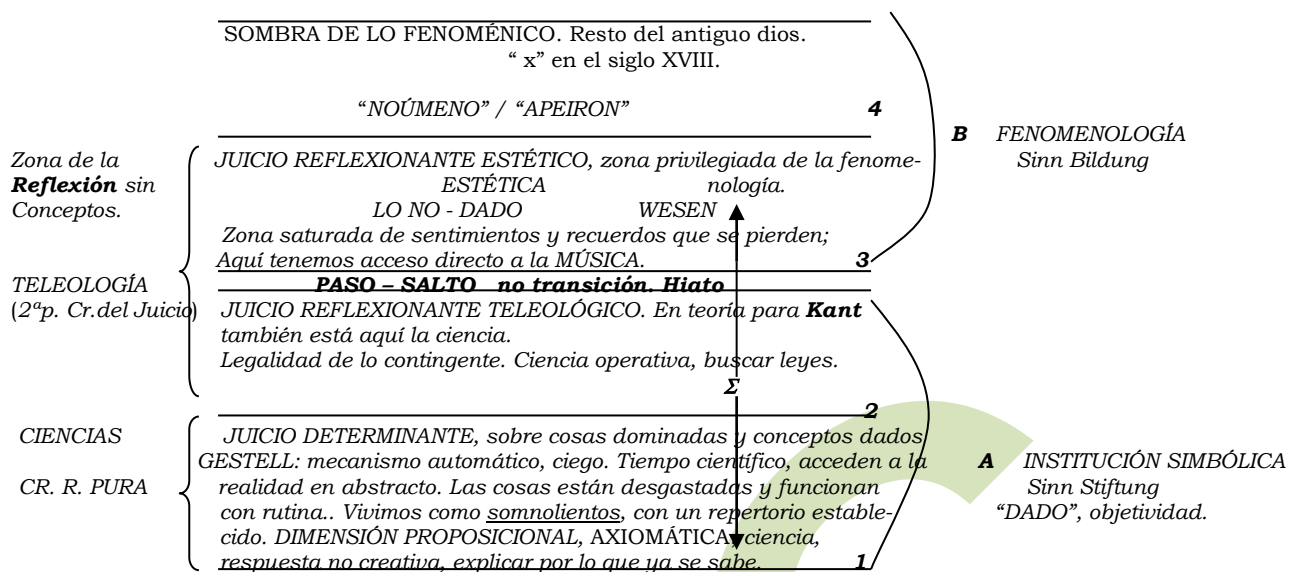 SOMBRA DE LO FENOMÉNICO. Resto del antiguo dios.
“ x” en el siglo XVIII.
“NOÚMENO” / “APEIRON” 4
B FENOMENOLOGÍA
Sinn Bildung
Zona de la
Reflexión sin
Conceptos.
JUICIO REFLEXIONANTE ESTÉTICO, zona privilegiada de la fenome-
ESTÉTICA nología.
LO NO - DADO WESEN
Zona saturada de sentimientos y recuerdos que se pierden;
Aquí tenemos acceso directo a la MÚSICA. 3
PASO – SALTO no transición. Hiato
TELEOLOGÍA
(2ªp. Cr.del Juicio)
JUICIO REFLEXIONANTE TELEOLÓGICO. En teoría para Kant
también está aquí la ciencia.
Legalidad de lo contingente. Ciencia operativa, buscar leyes.
Σ
2
CIENCIAS
CR. R. PURA
JUICIO DETERMINANTE, sobre cosas dominadas y conceptos dados
GESTELL: mecanismo automático, ciego. Tiempo científico, acceden a la
realidad en abstracto. Las cosas están desgastadas y funcionan
con rutina.. Vivimos como somnolientos, con un repertorio estable-
cido. DIMENSIÓN PROPOSICIONAL, AXIOMÁTICA, ciencia,
respuesta no creativa, explicar por lo que ya se sabe. 1
A INSTITUCIÓN SIMBÓLICA
Sinn Stiftung
“DADO”, objetividad.